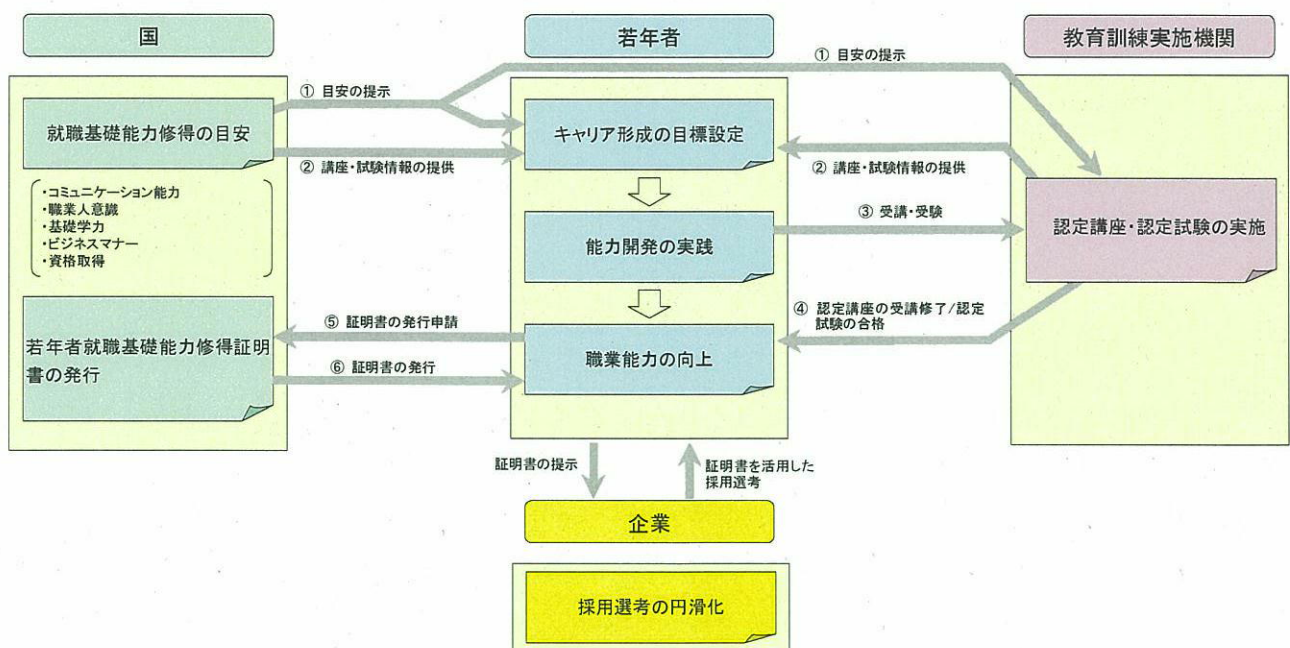 国
若年者
教育訓練実施機関
① 目安の提示
① 目安の提示
就職基礎能力修得の目安
キャリア形成の目標設定
② 講座・試験情報の提供
② 講座・試験情報の提供
・コミュニケーション能力
・職業人意識
・基礎学力
・ビジネスマナー
・資格取得
③ 受講・受験
能力開発の実践
認定講座・認定試験の実施
④ 認定講座の受講修了/認定
試験の合格
⑤ 証明書の発行申請
若年者就職基礎能力修得証明
書の発行
職業能力の向上
⑥ 証明書の発行
証明書の提示
証明書を活用した
採用選考
企業
採用選考の円滑化